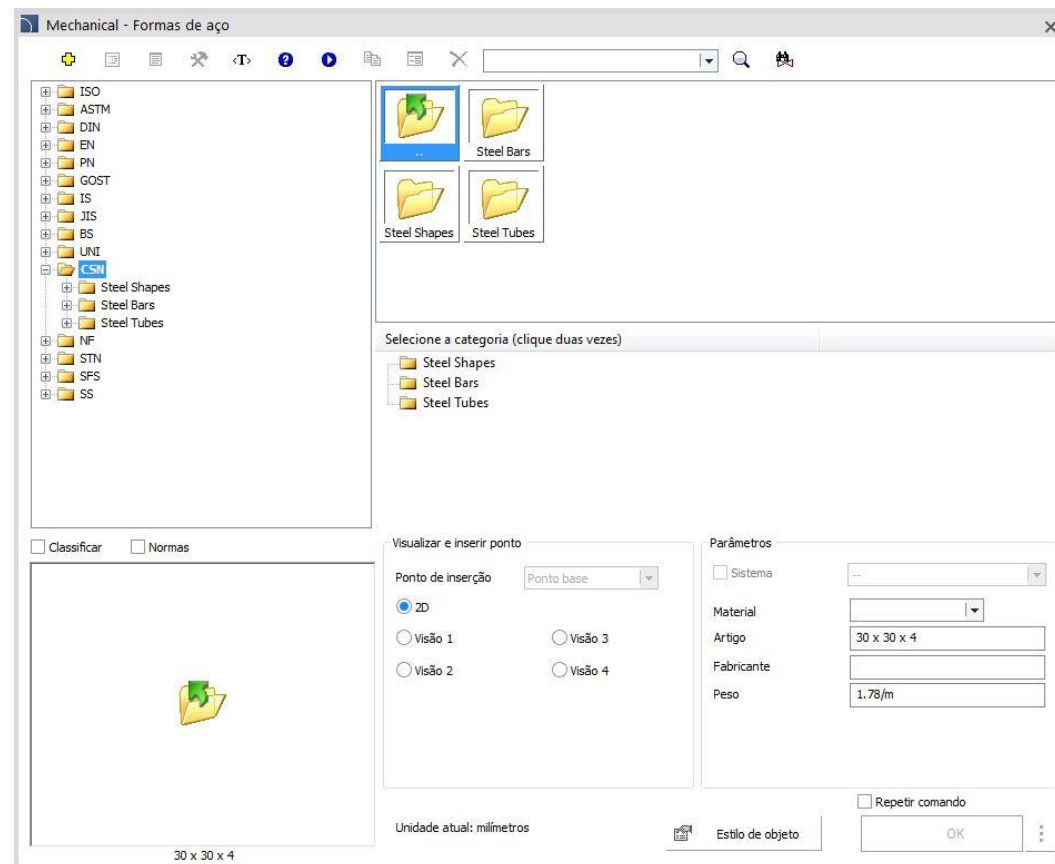 Mechanical - Formas de aço
<T>
ISO
ASTM
DIN
EN
PN
GOST
IS
JIS
BS
UNI
CSN
Steel Shapes
Steel Bars
Steel Tubes
NF
STN
SFS
SS
..
Steel Bars
Steel Shapes
Steel Tubes
Selecione a categoria (clique duas vezes)
Steel Shapes
Steel Bars
Steel Tubes
Classificar
Normas
30 x 30 x 4
Visualizar e inserir ponto
Ponto de inserção
Ponto base
2D
Visão 1
Visão 3
Visão 2
Visão 4
Parâmetros
Sistema
--
Material
Artigo
30 x 30 x 4
Fabricante
Peso
1.78/m
Repetir comando
Unidade atual: milímetros
Estilo de objeto
OK